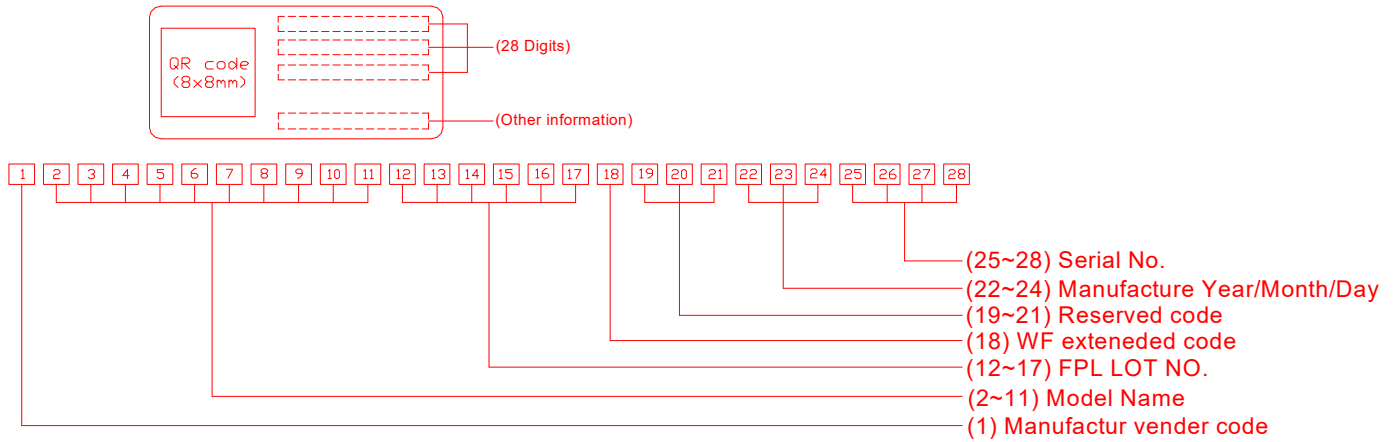 QR code
(8x8mm)
(28 Digits)
(Other information)
1 2 3 4 5 6 7 8 9 10 11 12 13 14 15 16 17 18 19 20 21 22 23 24 25 26 27 28
(25~28) Serial No.
(22~24) Manufacture Year/Month/Day
(19~21) Reserved code
(18) WF exteneded code
(12~17) FPL LOT NO.
(2~11) Model Name
(1) Manufactur vender code